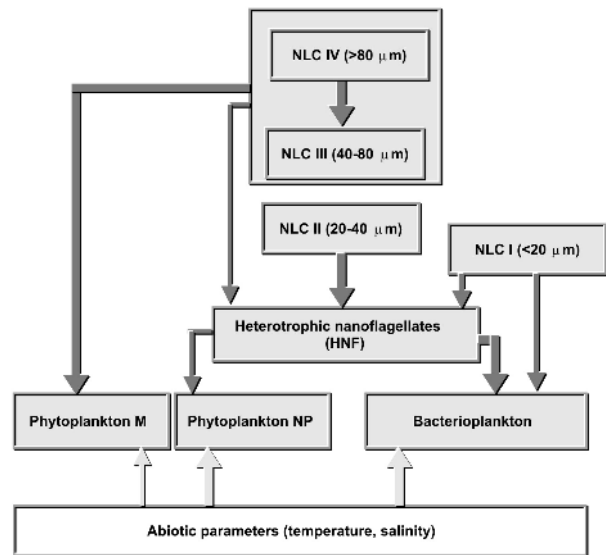 NLC IV (>80 μm)
NLC III (40-80 μm)
NLC II (20-40 μm)
NLC I (<20 μm)
Heterotrophic nanoflagellates
(HNF)
Phytoplankton M
Phytoplankton NP
Bacterioplankton
Abiotic parameters (temperature, salinity)